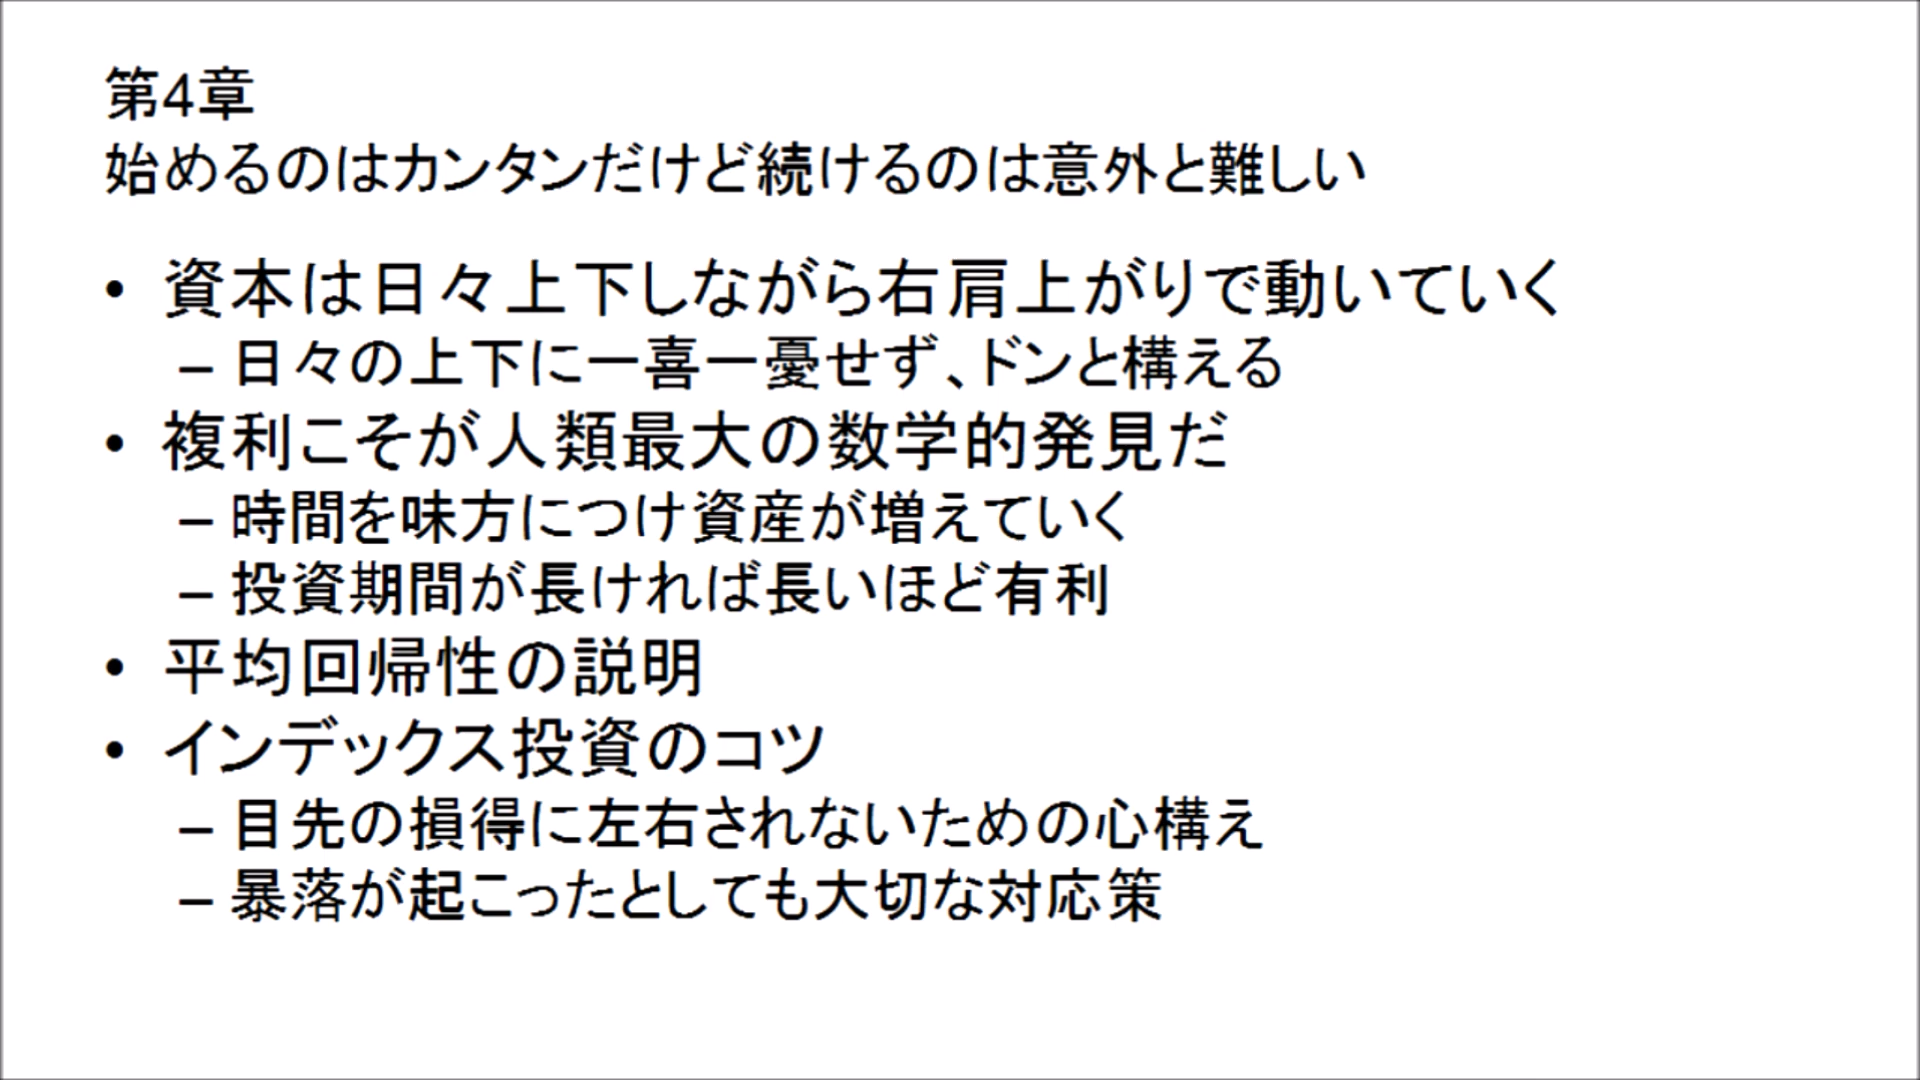 第4章
始めるのはカンタンだけど続けるのは意外と難しい
• 資本は日々上下しながら右肩上がりで動いていく
– 日々の上下に一喜一憂せず、ドンと構える
• 複利こそが人類最大の数学的発見だ
– 時間を味方につけ資産が増えていく
– 投資期間が長ければ長いほど有利
• 平均回帰性の説明
• インデックス投資のコツ
– 目先の損得に左右されないための心構え
– 暴落が起こったとしても大切な対応策